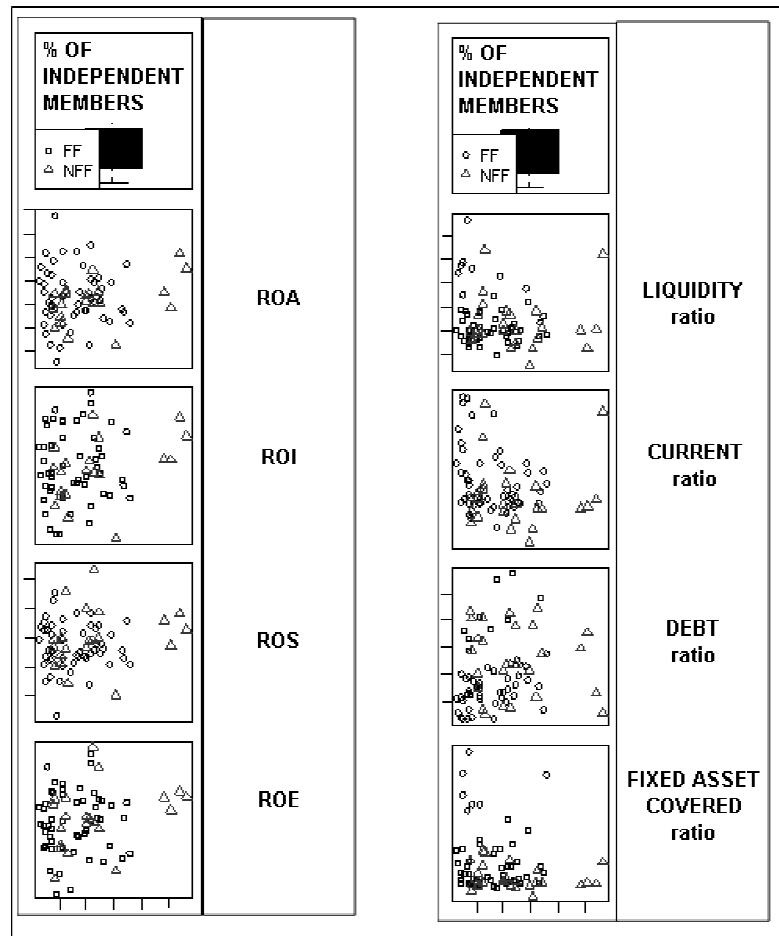 % OF
INDEPENDENT
MEMBERS
FF
NFF
ROA
ROI
ROS
ROE
% OF
INDEPENDENT
MEMBERS
FF
NFF
LIQUIDITY
ratio
CURRENT
ratio
DEBT
ratio
FIXED ASSET
COVERED
ratio